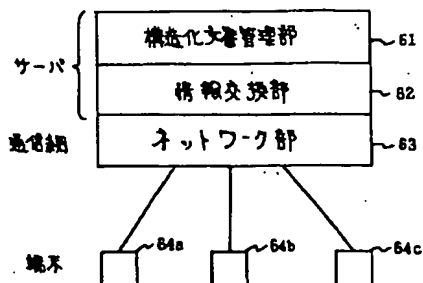 構造化文書管理部
61
サーバ
情報交換部
62
通信網
ネットワーク部
63
64a
64b
64c
端末